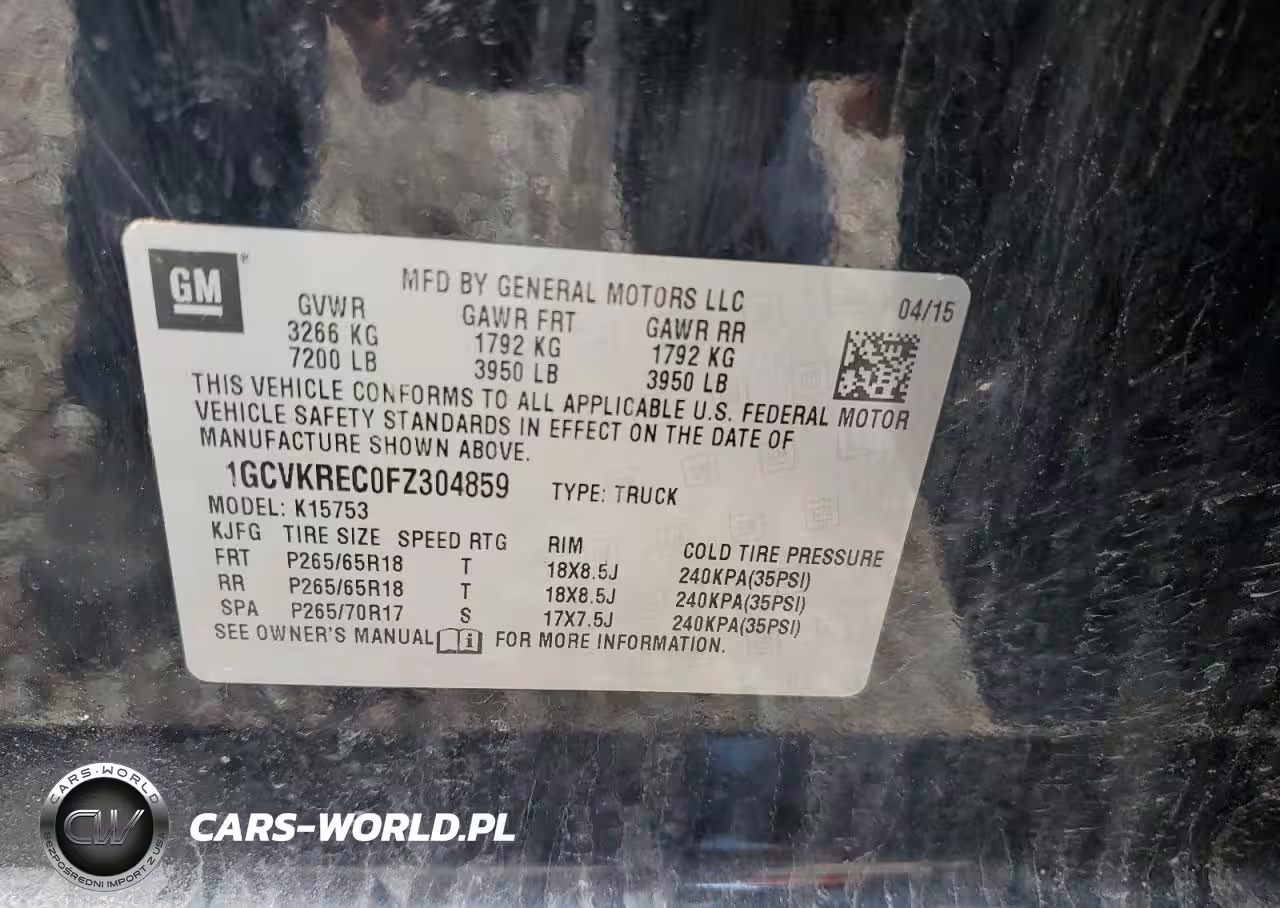 GM®
MFD BY GENERAL MOTORS LLC
04/15
GVWR GAWR FRT GAWR RR
3266 KG 1792 KG 1792 KG
7200 LB 3950 LB 3950 LB
THIS VEHICLE CONFORMS TO ALL APPLICABLE U.S. FEDERAL MOTOR
VEHICLE SAFETY STANDARDS IN EFFECT ON THE DATE OF
MANUFACTURE SHOWN ABOVE.
1GCVKREC0FZ304859 TYPE: TRUCK
MODEL: K15753
KJFG TIRE SIZE SPEED RTG RIM COLD TIRE PRESSURE
FRT P265/65R18 T 18X8.5J 240KPA(35PSI)
RR P265/65R18 T 18X8.5J 240KPA(35PSI)
SPA P265/70R17 S 17X7.5J 240KPA(35PSI)
SEE OWNER'S MANUAL i FOR MORE INFORMATION.
CARS-WORLD
CW
BEZPOŚREDNI IMPORT Z USA
CARS-WORLD.PL